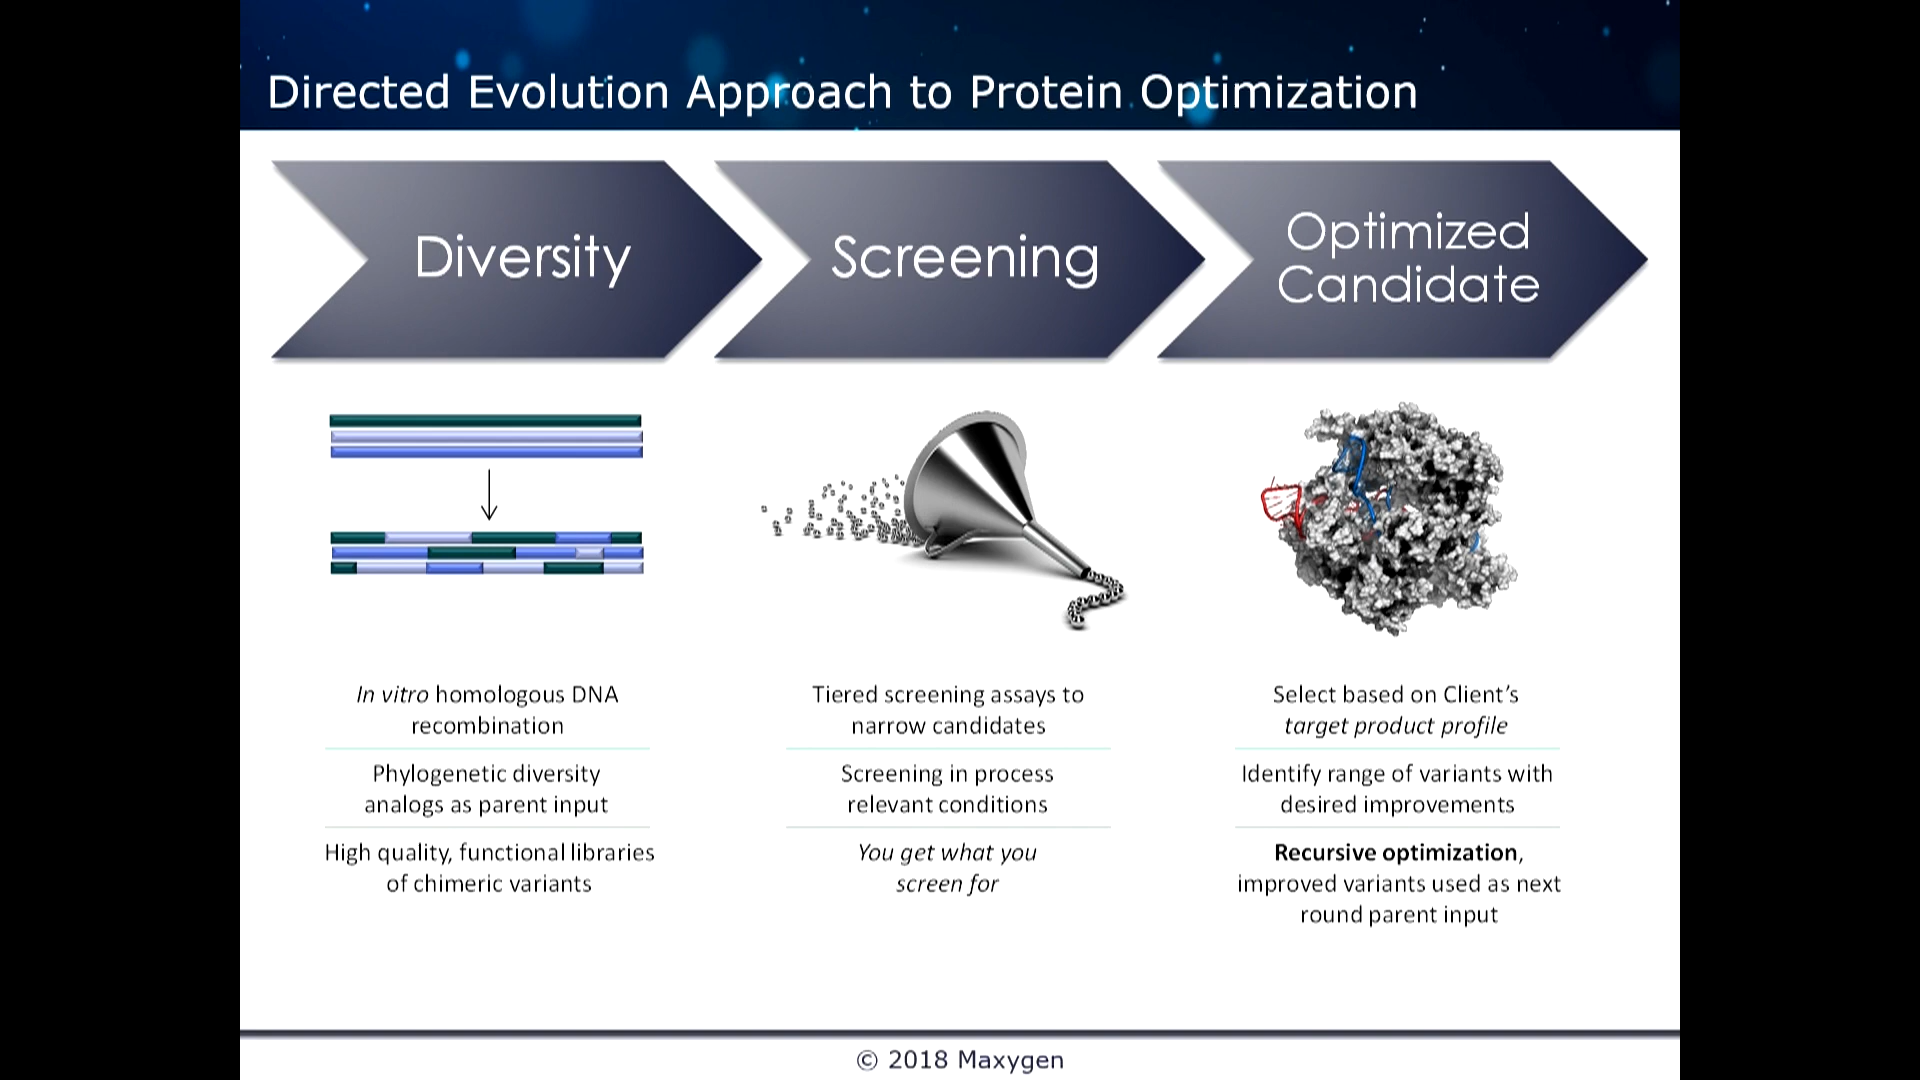 Directed Evolution Approach to Protein Optimization
Diversity
Screening
Optimized
Candidate
In vitro homologous DNA
recombination
Phylogenetic diversity
analogs as parent input
High quality, functional libraries
of chimeric variants
Tiered screening assays to
narrow candidates
Screening in process
relevant conditions
You get what you
screen for
Select based on Client’s
target product profile
Identify range of variants with
desired improvements
Recursive optimization,
improved variants used as next
round parent input
© 2018 Maxygen